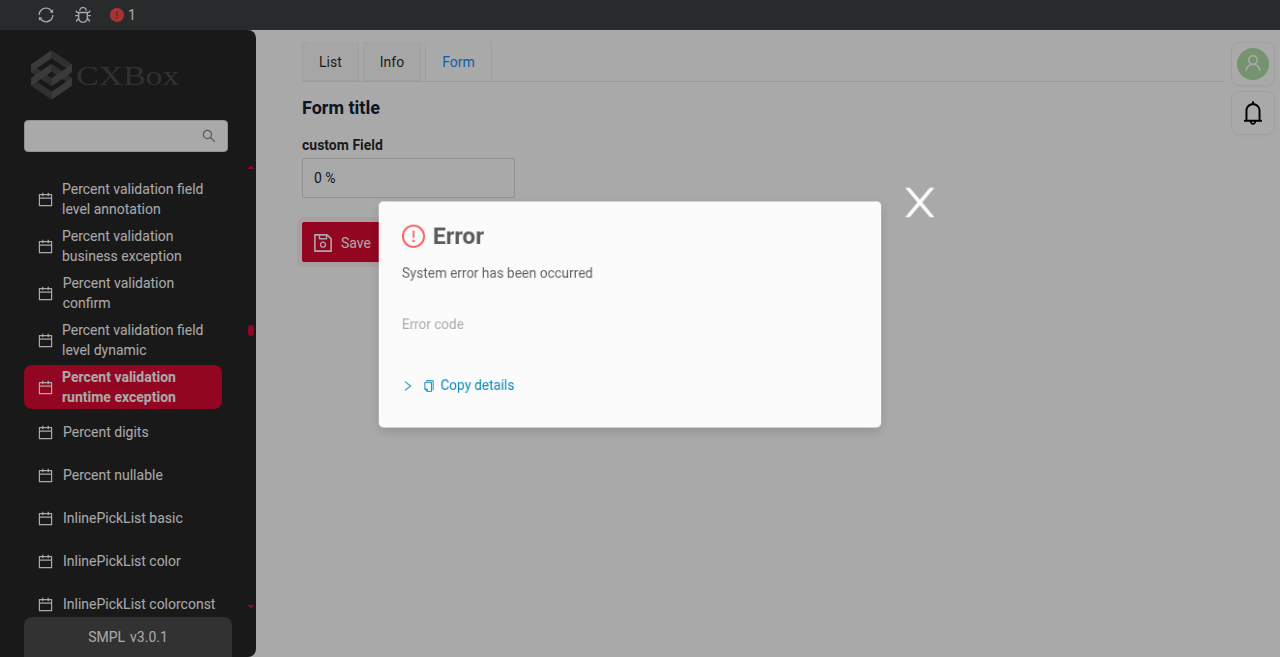 1
CXBox
List
Info
Form
Form title
custom Field
0 %
Save
Error
System error has been occurred
Error code
Copy details
Percent validation field
level annotation
Percent validation
business exception
Percent validation
confirm
Percent validation field
level dynamic
Percent validation
runtime exception
Percent digits
Percent nullable
InlinePickList basic
InlinePickList color
InlinePickList colorconst
SMPL v3.0.1